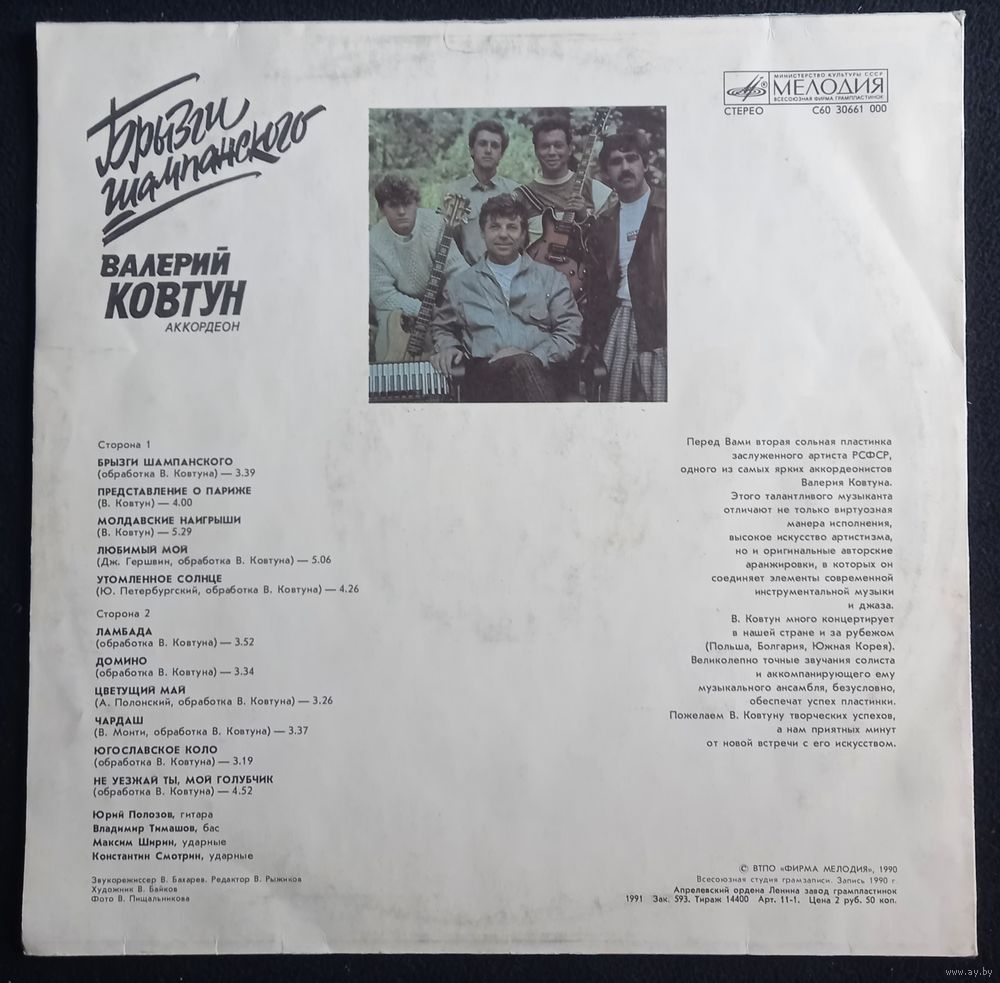 Брызги
шампанского
ВАЛЕРИЙ
КОВТУН
АККОРДЕОН
МИНИСТЕРСТВО КУЛЬТУРЫ СССР
МЕЛОДИЯ
ВСЕСОЮЗНАЯ ФИРМА ГРАМПЛАСТИНОК
СТЕРЕО С60 30661 000
Сторона 1
БРЫЗГИ ШАМПАНСКОГО
(обработка В. Ковтуна) — 3.39
ПРЕДСТАВЛЕНИЕ О ПАРИЖЕ
(В. Ковтун) — 4.00
МОЛДАВСКИЕ НАИГРЫШИ
(В. Ковтун) — 5.29
ЛЮБИМЫЙ МОЙ
(Дж. Гершвин, обработка В. Ковтуна) — 5.06
УТОМЛЕННОЕ СОЛНЦЕ
(Ю. Петербургский, обработка В. Ковтуна) — 4.26
Сторона 2
ЛАМБАДА
(обработка В. Ковтуна) — 3.52
ДОМИНО
(обработка В. Ковтуна) — 3.34
ЦВЕТУЩИЙ МАЙ
(А. Полонский, обработка В. Ковтуна) — 3.26
ЧАРДАШ
(В. Монти, обработка В. Ковтуна) — 3.37
ЮГОСЛАВСКОЕ КОЛО
(обработка В. Ковтуна) — 3.19
НЕ УЕЗЖАЙ ТЫ, МОЙ ГОЛУБЧИК
(обработка В. Ковтуна) — 4.52
Юрий Полозов, гитара
Владимир Тимашов, бас
Максим Ширин, ударные
Константин Смотрин, ударные
Звукорежиссер В. Бахарев. Редактор В. Рыжиков
Художник В. Байков
Фото В. Пищальникова
Перед Вами вторая сольная пластинка
заслуженного артиста РСФСР,
одного из самых ярких аккордеонистов
Валерия Ковтуна.
Этого талантливого музыканта
отличают не только виртуозная
манера исполнения,
высокое искусство артистизма,
но и оригинальные авторские
аранжировки, в которых он
соединяет элементы современной
инструментальной музыки
и джаза.
В. Ковтун много концертирует
в нашей стране и за рубежом
(Польша, Болгария, Южная Корея).
Великолепно точные звучания солиста
и аккомпанирующего ему
музыкального ансамбля, безусловно,
обеспечат успех пластинки.
Пожелаем В. Ковтуну творческих успехов,
а нам приятных минут
от новой встречи с его искусством.
© ВТПО «ФИРМА МЕЛОДИЯ», 1990
Всесоюзная студия грамзаписи. Запись 1990 г.
Апрелевский ордена Ленина завод грампластинок
1991 Зак. 593. Тираж 14400 Арт. 11-1. Цена 2 руб. 50 коп.
www.ay.by